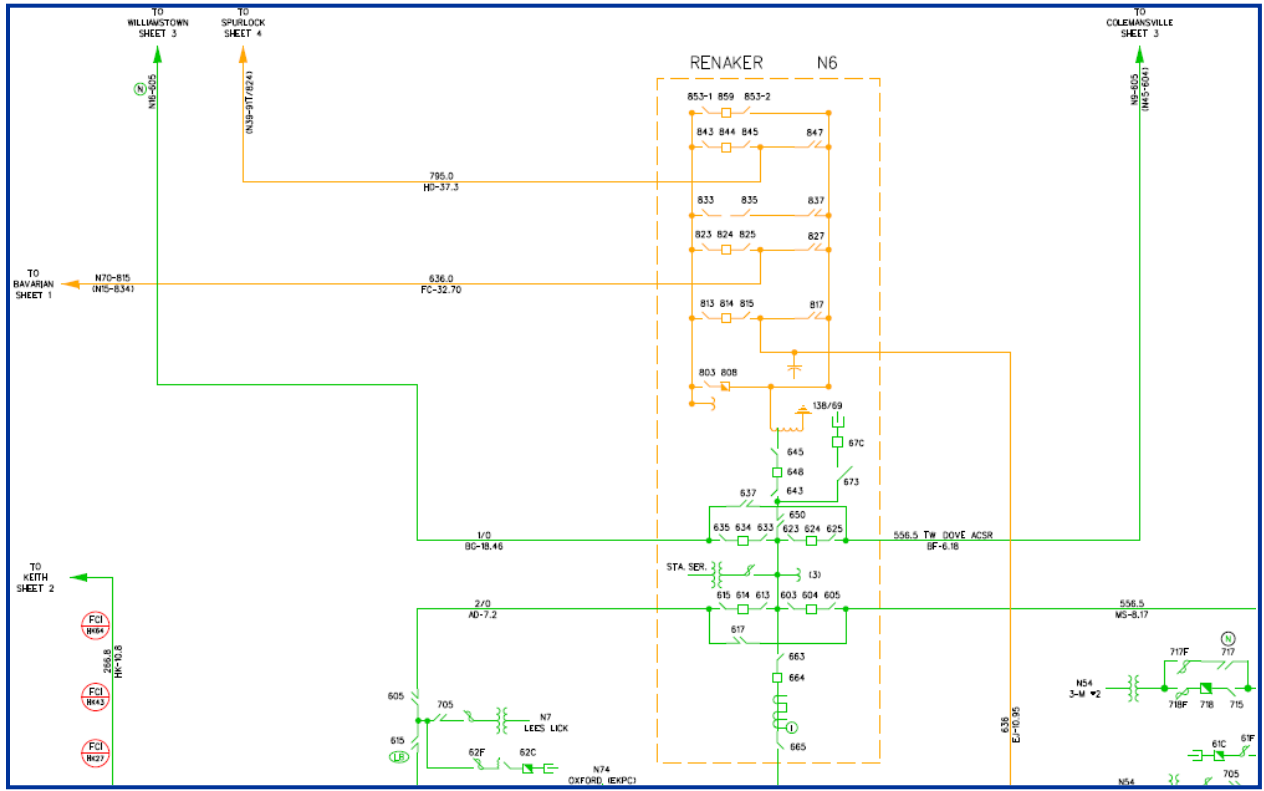 TO
WILLIAMSTOWN
SHEET 3
TO
SPURLOCK
SHEET 4
TO
COLEMANSVILLE
SHEET 3
RENAKER N6
N
N16-605
(N39-91T/824)
N9-605
(N45-604)
853-1 859 853-2
843 844 845 847
795.0
HD-37.3
833 835 837
823 824 825 827
TO
BAVARIAN
SHEET 1
N70-815
(N15-834)
636.0
FC-32.70
813 814 815 817
803 808
138/69
67C
645
648
673
643
637
650
635 634 633 623 624 625
1/0
BG-18.46
556.5 TW DOVE ACSR
BF-6.18
STA. SER.
(3)
TO
KEITH
SHEET 2
615 614 613 603 604 605
2/0
AD-7.2
556.5
MS-8.17
617
FCI
HK64
266.8
HK-10.8
FCI
HK43
FCI
HK27
663
664
1
665
605
705
N7
LEES LICK
615
LB
62F 62C
N74
OXFORD, (EKPC)
636
EJ-10.95
N
717F 717
N54
3-M #2
718F 718 715
61C 61F
N54
705